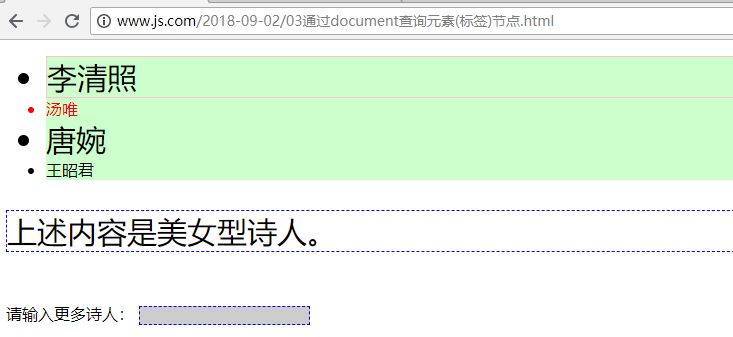 www.js.com/2018-09-02/03通过document查询元素(标签)节点.html
李清照
汤唯
唐婉
王昭君
上述内容是美女型诗人。
请输入更多诗人：